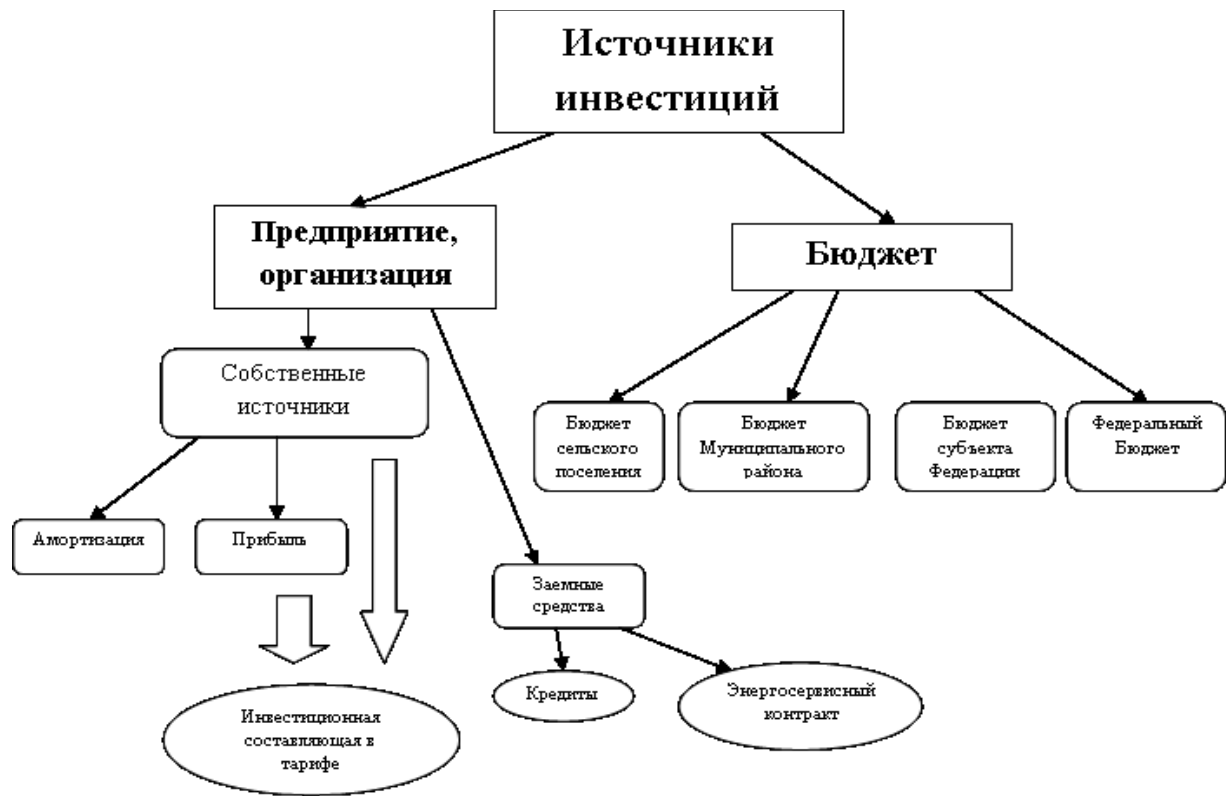 Источники
инвестиций
Предприятие,
организация
Бюджет
Собственные
источники
Бюджет
сельского
поселения
Бюджет
Муниципального
района
Бюджет
субъекта
Федерации
Федеральный
Бюджет
Амортизация
Прибыль
Заемные
средства
Кредиты
Энергосервисный
контракт
Инвестиционная
составляющая в
тарифе